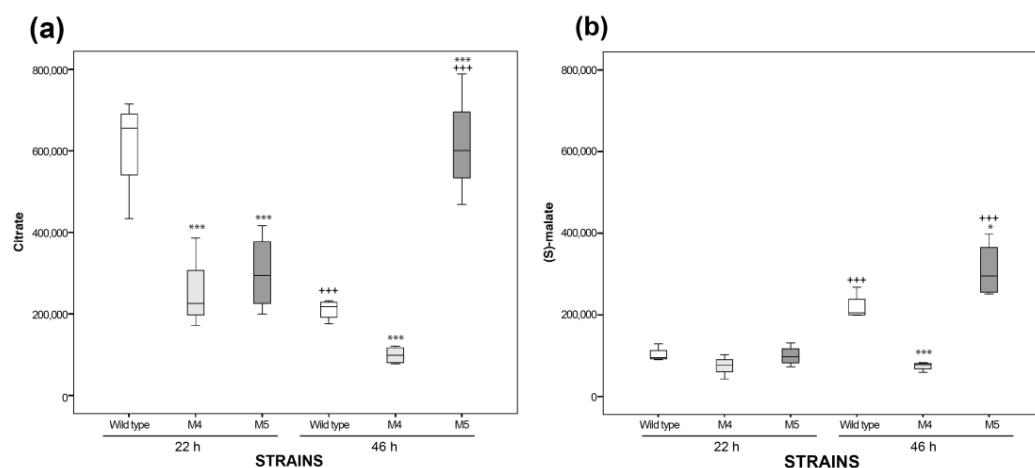 (a)
Citrate
800,000
600,000
400,000
200,000
0
***
***
+++
***
***
+++
Wild type M4 M5 Wild type M4 M5
22 h 46 h
STRAINS
(b)
(S)-malate
800,000
600,000
400,000
200,000
0
+++
***
+++
*
Wild type M4 M5 Wild type M4 M5
22 h 46 h
STRAINS